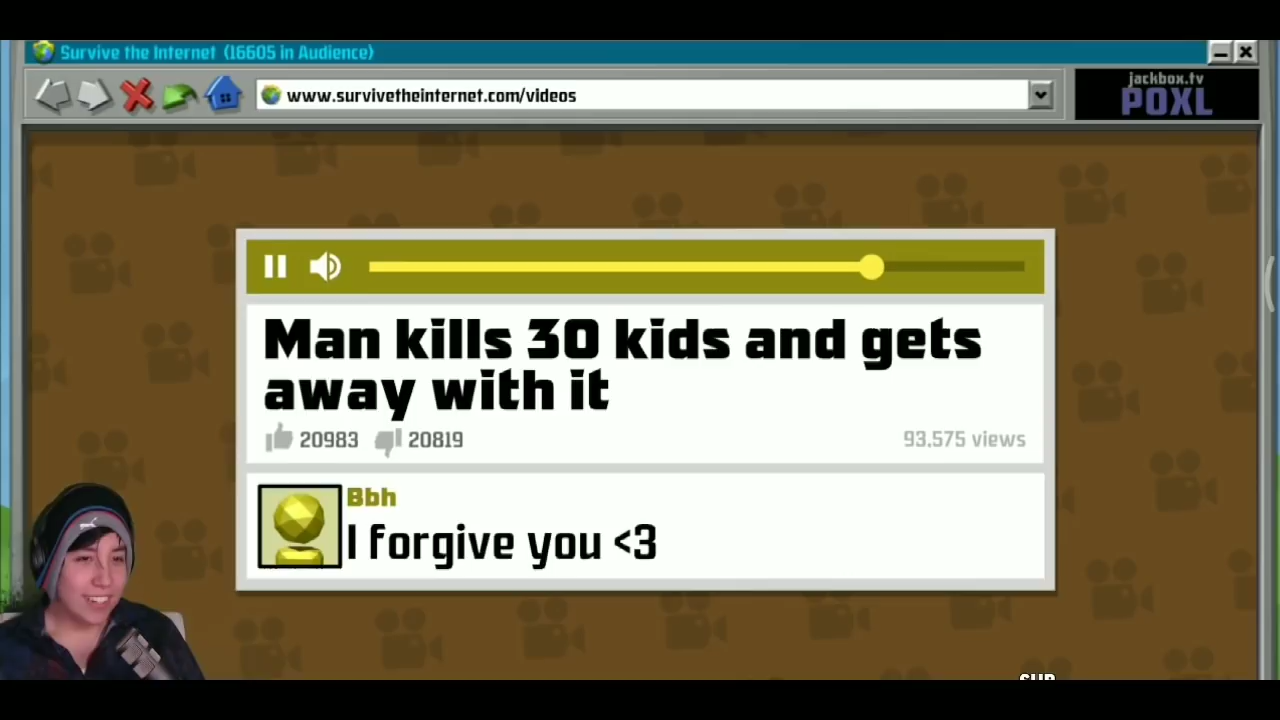 Survive the Internet (16605 in Audience)
www.survivetheinternet.com/videos
jackbox.tv
POXL
Man kills 30 kids and gets
away with it
20983 20819 93,575 views
Bbh
I forgive you <3